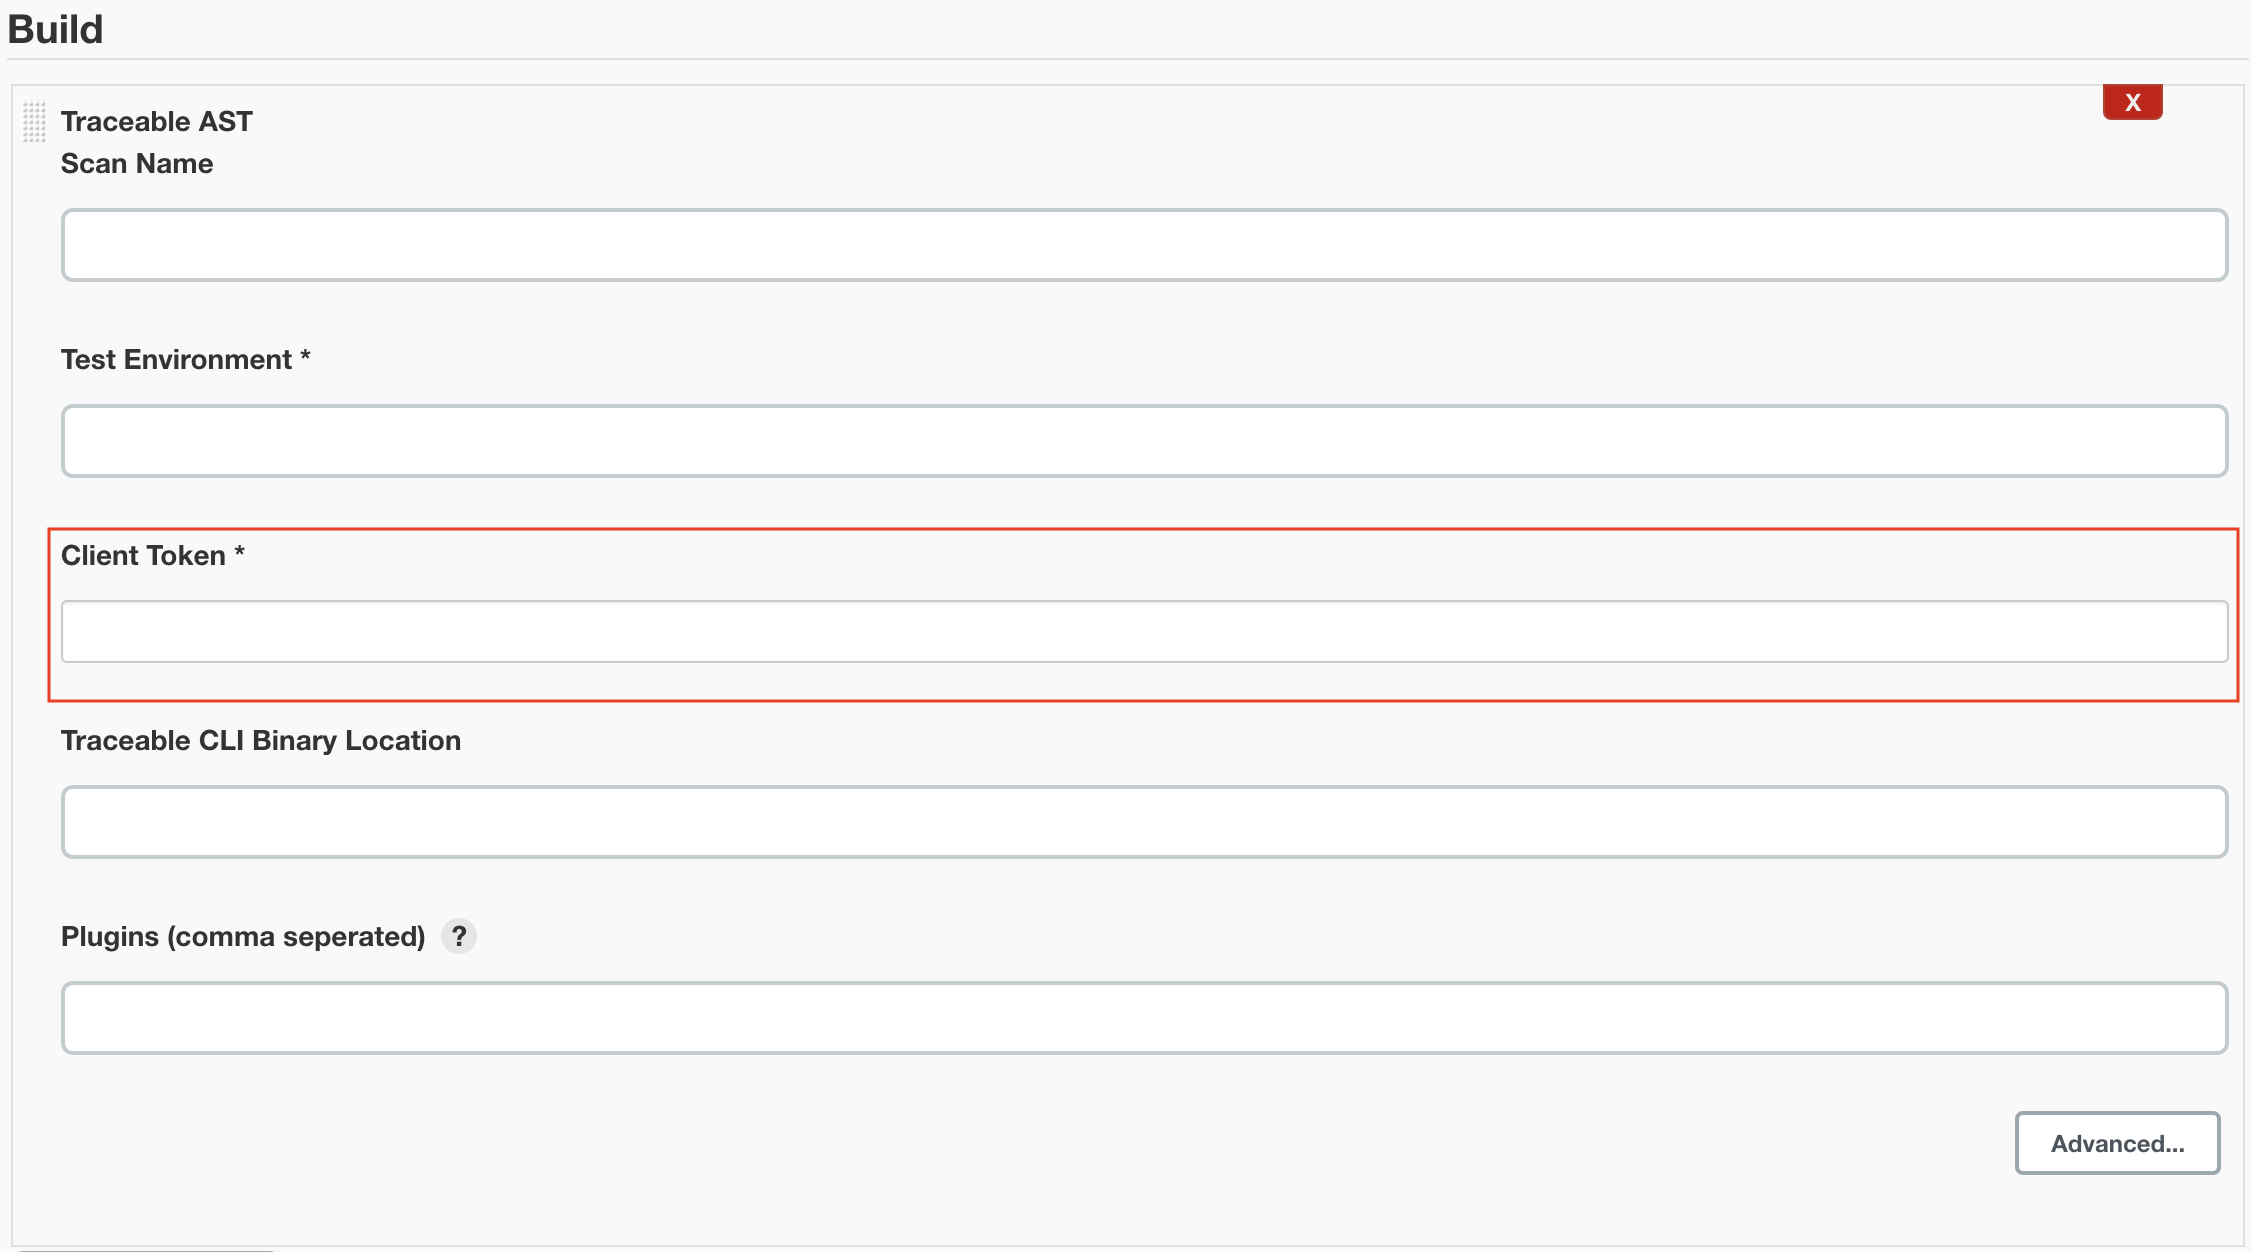 Build
X
Traceable AST
Scan Name
Test Environment *
Client Token *
Traceable CLI Binary Location
Plugins (comma seperated) ?
Advanced...